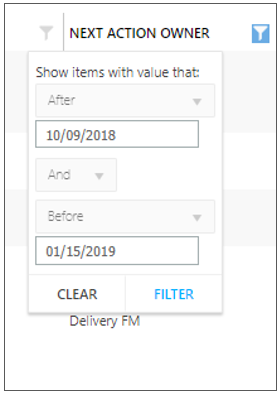 NEXT ACTION OWNER
Show items with value that:
After
10/09/2018
And
Before
01/15/2019
CLEAR FILTER
Delivery FM